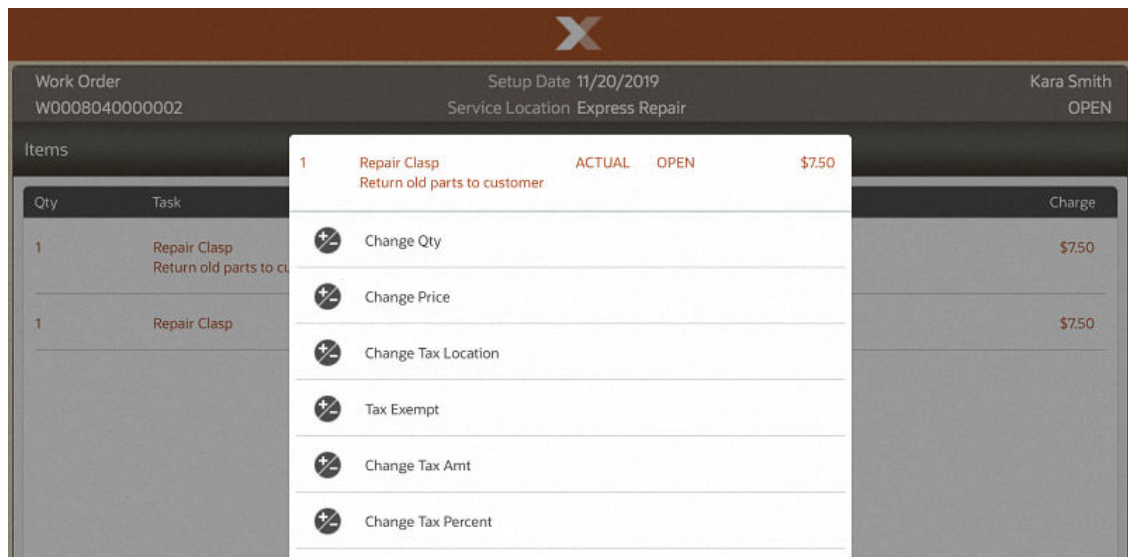 Work Order Setup Date 11/20/2019 Kara Smith
W0008040000002 Service Location Express Repair OPEN
Items
1 Repair Clasp ACTUAL OPEN $7.50
Return old parts to customer
Qty Task Charge
Change Qty
1 Repair Clasp $7.50
Return old parts to cu
Change Price
1 Repair Clasp $7.50
Change Tax Location
Tax Exempt
Change Tax Amt
Change Tax Percent